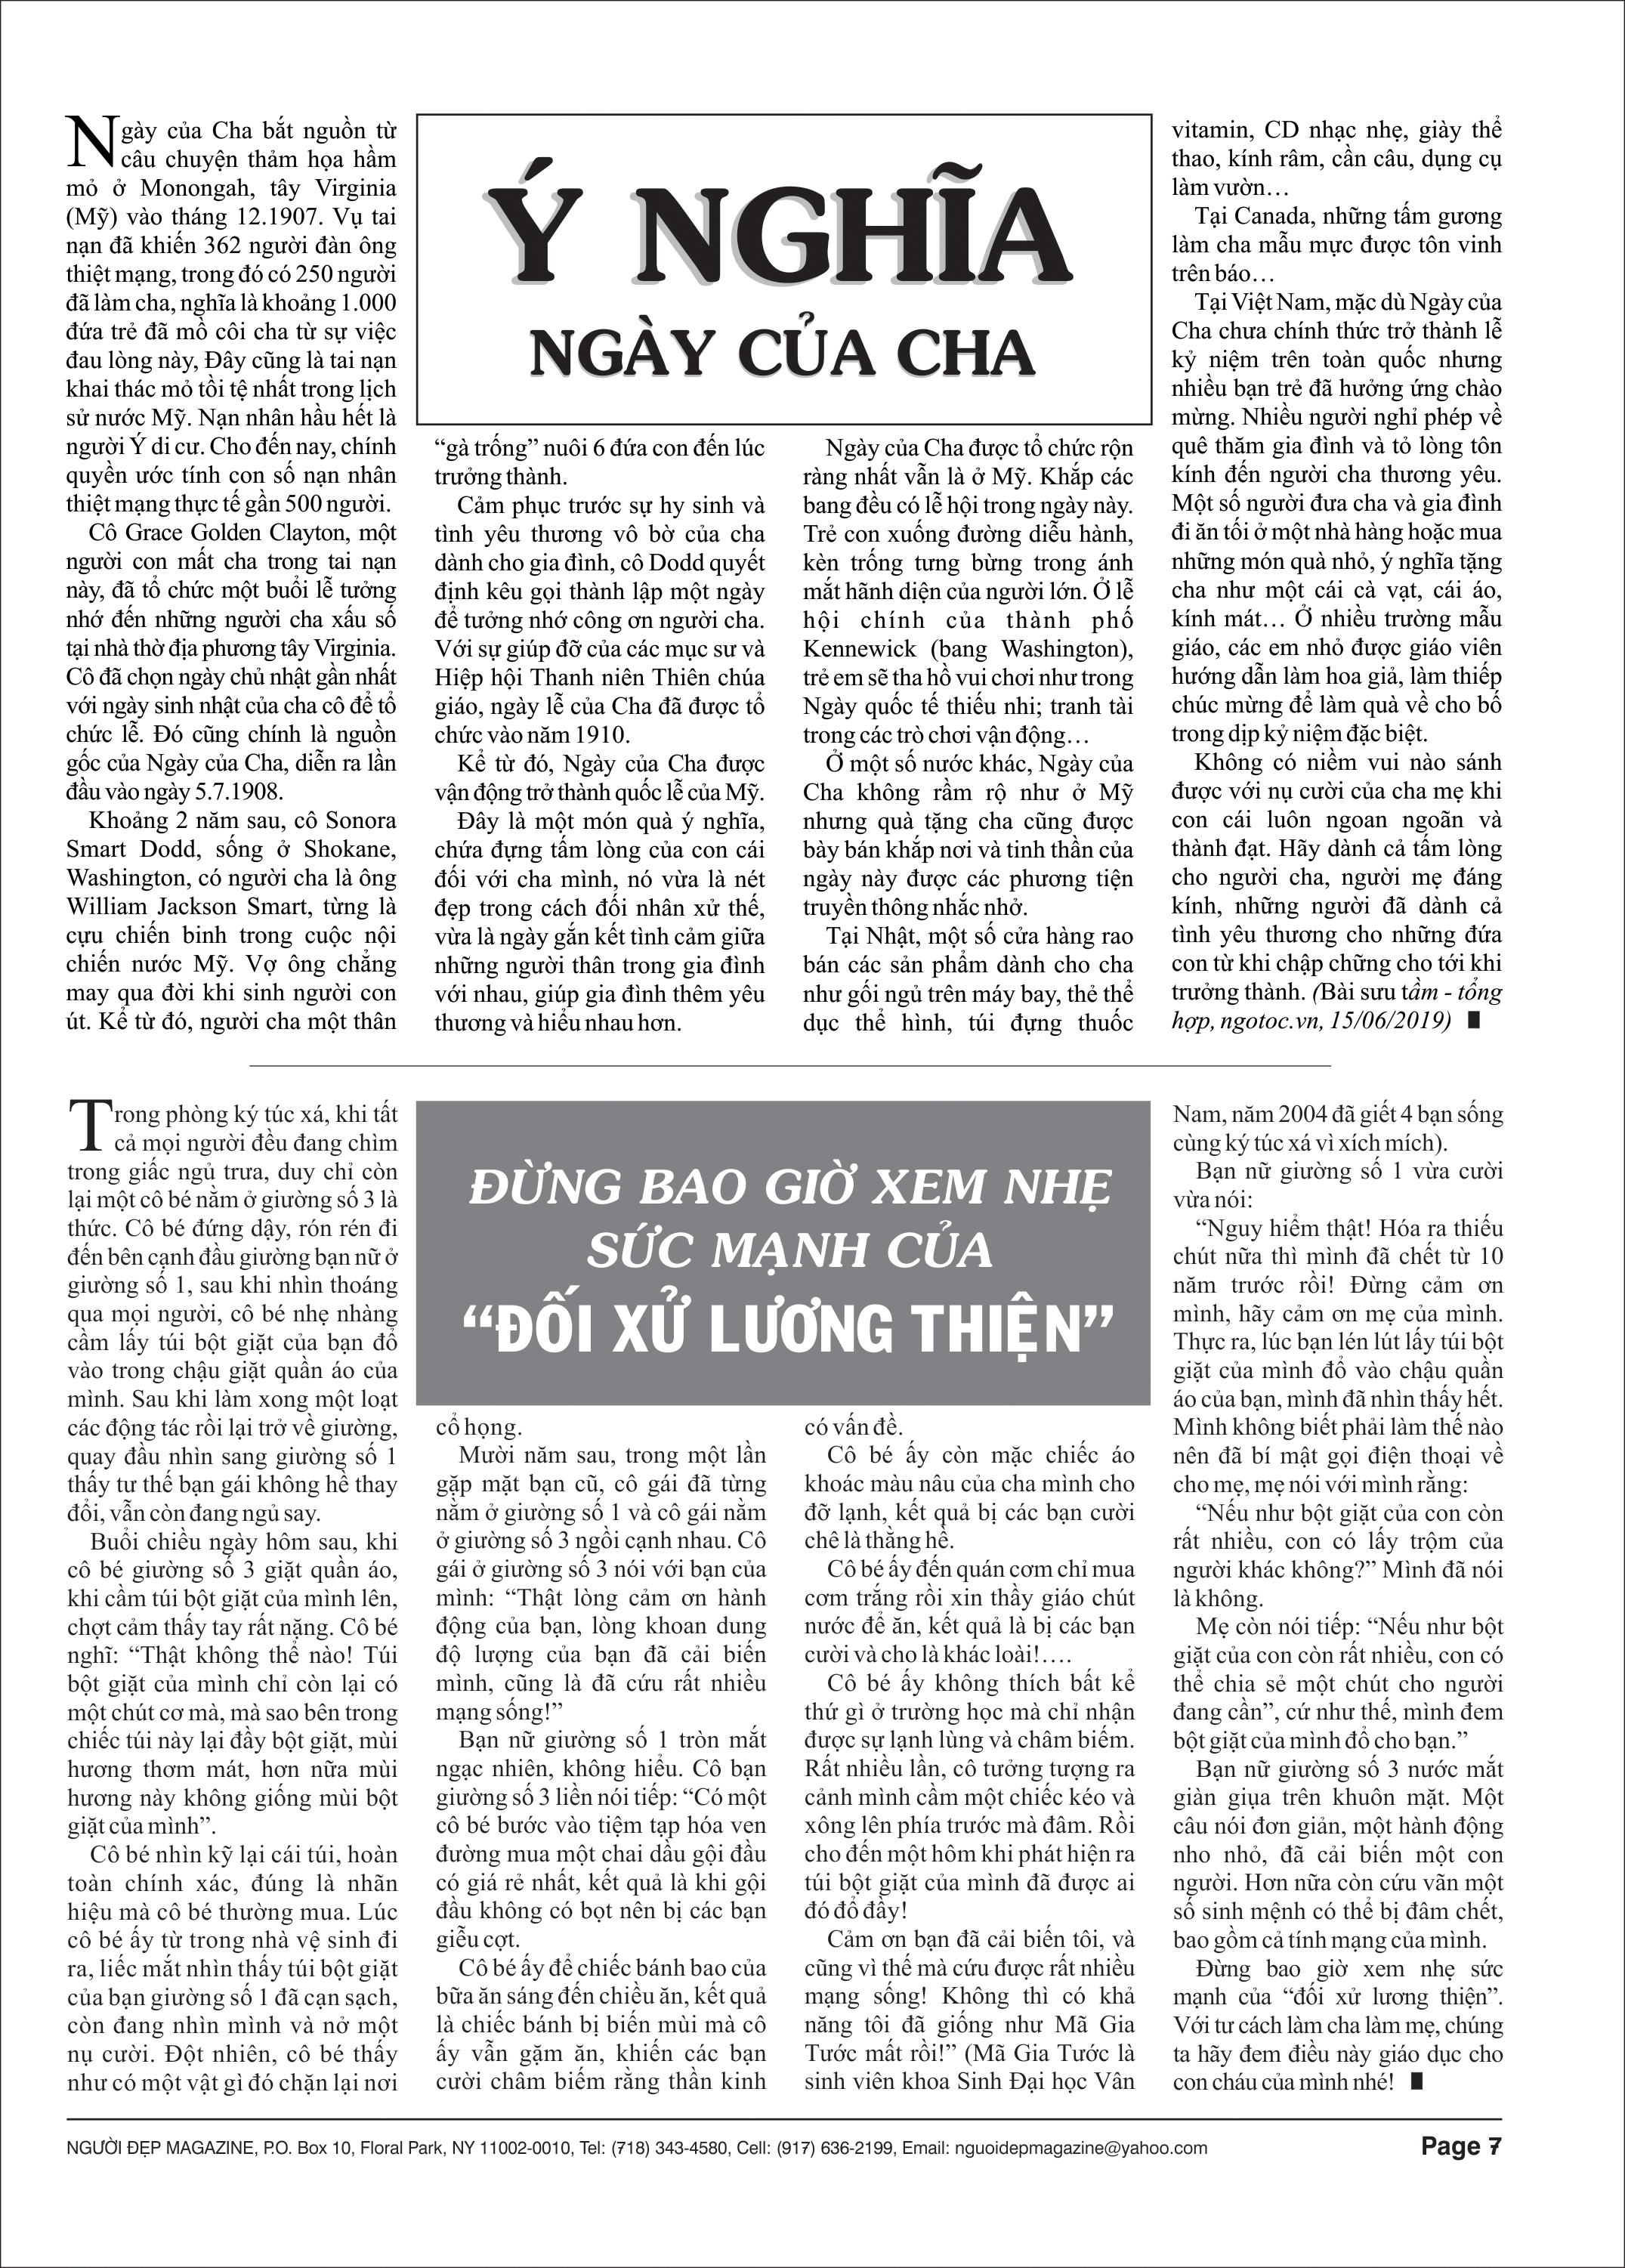 Ý NGHĨA
NGÀY CỦA CHA
Ngày của Cha bắt nguồn từ
câu chuyện thảm họa hầm
mỏ ở Monongah, tây Virginia
(Mỹ) vào tháng 12.1907. Vụ tai
nạn đã khiến 362 người đàn ông
thiệt mạng, trong đó có 250 người
đã làm cha, nghĩa là khoảng 1.000
đứa trẻ đã mồ côi cha từ sự việc
đau lòng này, Đây cũng là tai nạn
khai thác mỏ tồi tệ nhất trong lịch
sử nước Mỹ. Nạn nhân hầu hết là
người Ý di cư. Cho đến nay, chính
quyền ước tính con số nạn nhân
thiệt mạng thực tế gần 500 người.
Cô Grace Golden Clayton, một
người con mất cha trong tai nạn
này, đã tổ chức một buổi lễ tưởng
nhớ đến những người cha xấu số
tại nhà thờ địa phương tây Virginia.
Cô đã chọn ngày chủ nhật gần nhất
với ngày sinh nhật của cha cô để tổ
chức lễ. Đó cũng chính là nguồn
gốc của Ngày của Cha, diễn ra lần
đầu vào ngày 5.7.1908.
Khoảng 2 năm sau, cô Sonora
Smart Dodd, sống ở Shokane,
Washington, có người cha là ông
William Jackson Smart, từng là
cựu chiến binh trong cuộc nội
chiến nước Mỹ. Vợ ông chẳng
may qua đời khi sinh người con
út. Kể từ đó, người cha một thân
“gà trống” nuôi 6 đứa con đến lúc
trưởng thành.
Cảm phục trước sự hy sinh và
tình yêu thương vô bờ của cha
dành cho gia đình, cô Dodd quyết
định kêu gọi thành lập một ngày
để tưởng nhớ công ơn người cha.
Với sự giúp đỡ của các mục sư và
Hiệp hội Thanh niên Thiên chúa
giáo, ngày lễ của Cha đã được tổ
chức vào năm 1910.
Kể từ đó, Ngày của Cha được
vận động trở thành quốc lễ của Mỹ.
Đây là một món quà ý nghĩa,
chứa đựng tấm lòng của con cái
đối với cha mình, nó vừa là nét
đẹp trong cách đối nhân xử thế,
vừa là ngày gắn kết tình cảm giữa
những người thân trong gia đình
với nhau, giúp gia đình thêm yêu
thương và hiểu nhau hơn.
Ngày của Cha được tổ chức rộn
ràng nhất vẫn là ở Mỹ. Khắp các
bang đều có lễ hội trong ngày này.
Trẻ con xuống đường diễu hành,
kèn trống tưng bừng trong ánh
mắt hãnh diện của người lớn. Ở lễ
hội chính của thành phố
Kennewick (bang Washington),
trẻ em sẽ tha hồ vui chơi như trong
Ngày quốc tế thiếu nhi; tranh tài
trong các trò chơi vận động…
Ở một số nước khác, Ngày của
Cha không rầm rộ như ở Mỹ
nhưng quà tặng cha cũng được
bày bán khắp nơi và tinh thần của
ngày này được các phương tiện
truyền thông nhắc nhở.
Tại Nhật, một số cửa hàng rao
bán các sản phẩm dành cho cha
như gối ngủ trên máy bay, thẻ thể
dục thể hình, túi đựng thuốc
vitamin, CD nhạc nhẹ, giày thể
thao, kính râm, cần câu, dụng cụ
làm vườn…
Tại Canada, những tấm gương
làm cha mẫu mực được tôn vinh
trên báo…
Tại Việt Nam, mặc dù Ngày của
Cha chưa chính thức trở thành lễ
kỷ niệm trên toàn quốc nhưng
nhiều bạn trẻ đã hưởng ứng chào
mừng. Nhiều người nghỉ phép về
quê thăm gia đình và tỏ lòng tôn
kính đến người cha thương yêu.
Một số người đưa cha và gia đình
đi ăn tối ở một nhà hàng hoặc mua
những món quà nhỏ, ý nghĩa tặng
cha như một cái cà vạt, cái áo,
kính mát… Ở nhiều trường mẫu
giáo, các em nhỏ được giáo viên
hướng dẫn làm hoa giả, làm thiếp
chúc mừng để làm quà về cho bố
trong dịp kỷ niệm đặc biệt.
Không có niềm vui nào sánh
được với nụ cười của cha mẹ khi
con cái luôn ngoan ngoãn và
thành đạt. Hãy dành cả tấm lòng
cho người cha, người mẹ đáng
kính, những người đã dành cả
tình yêu thương cho những đứa
con từ khi chập chững cho tới khi
trưởng thành. (Bài sưu tầm - tổng
hợp, ngotoc.vn, 15/06/2019)
ĐỪNG BAO GIỜ XEM NHẸ
SỨC MẠNH CỦA
“ĐỐI XỬ LƯƠNG THIỆN”
Trong phòng ký túc xá, khi tất
cả mọi người đều đang chìm
trong giấc ngủ trưa, duy chỉ còn
lại một cô bé nằm ở giường số 3 là
thức. Cô bé đứng dậy, rón rén đi
đến bên cạnh đầu giường bạn nữ ở
giường số 1, sau khi nhìn thoáng
qua mọi người, cô bé nhẹ nhàng
cầm lấy túi bột giặt của bạn đổ
vào trong chậu giặt quần áo của
mình. Sau khi làm xong một loạt
các động tác rồi lại trở về giường,
quay đầu nhìn sang giường số 1
thấy tư thế bạn gái không hề thay
đổi, vẫn còn đang ngủ say.
Buổi chiều ngày hôm sau, khi
cô bé giường số 3 giặt quần áo,
khi cầm túi bột giặt của mình lên,
chợt cảm thấy tay rất nặng. Cô bé
nghĩ: “Thật không thể nào! Túi
bột giặt của mình chỉ còn lại có
một chút cơ mà, mà sao bên trong
chiếc túi này lại đầy bột giặt, mùi
hương thơm mát, hơn nữa mùi
hương này không giống mùi bột
giặt của mình”.
Cô bé nhìn kỹ lại cái túi, hoàn
toàn chính xác, đúng là nhãn
hiệu mà cô bé thường mua. Lúc
cô bé ấy từ trong nhà vệ sinh đi
ra, liếc mắt nhìn thấy túi bột giặt
của bạn giường số 1 đã cạn sạch,
còn đang nhìn mình và nở một
nụ cười. Đột nhiên, cô bé thấy
như có một vật gì đó chặn lại nơi
cổ họng.
Mười năm sau, trong một lần
gặp mặt bạn cũ, cô gái đã từng
nằm ở giường số 1 và cô gái nằm
ở giường số 3 ngồi cạnh nhau. Cô
gái ở giường số 3 nói với bạn của
mình: “Thật lòng cảm ơn hành
động của bạn, lòng khoan dung
độ lượng của bạn đã cải biến
mình, cũng là đã cứu rất nhiều
mạng sống!”
Bạn nữ giường số 1 tròn mắt
ngạc nhiên, không hiểu. Cô bạn
giường số 3 liền nói tiếp: “Có một
cô bé bước vào tiệm tạp hóa ven
đường mua một chai dầu gội đầu
có giá rẻ nhất, kết quả là khi gội
đầu không có bọt nên bị các bạn
giễu cợt.
Cô bé ấy để chiếc bánh bao của
bữa ăn sáng đến chiều ăn, kết quả
là chiếc bánh bị biến mùi mà cô
ấy vẫn gặm ăn, khiến các bạn
cười châm biếm rằng thần kinh
có vấn đề.
Cô bé ấy còn mặc chiếc áo
khoác màu nâu của cha mình cho
đỡ lạnh, kết quả bị các bạn cười
chê là thằng hề.
Cô bé ấy đến quán cơm chỉ mua
cơm trắng rồi xin thầy giáo chút
nước để ăn, kết quả là bị các bạn
cười và cho là khác loài!….
Cô bé ấy không thích bất kể
thứ gì ở trường học mà chỉ nhận
được sự lạnh lùng và châm biếm.
Rất nhiều lần, cô tưởng tượng ra
cảnh mình cầm một chiếc kéo và
xông lên phía trước mà đâm. Rồi
cho đến một hôm khi phát hiện ra
túi bột giặt của mình đã được ai
đó đổ đầy!
Cảm ơn bạn đã cải biến tôi, và
cũng vì thế mà cứu được rất nhiều
mạng sống! Không thì có khả
năng tôi đã giống như Mã Gia
Tước mất rồi!” (Mã Gia Tước là
sinh viên khoa Sinh Đại học Vân
Nam, năm 2004 đã giết 4 bạn sống
cùng ký túc xá vì xích mích).
Bạn nữ giường số 1 vừa cười
vừa nói:
“Nguy hiểm thật! Hóa ra thiếu
chút nữa thì mình đã chết từ 10
năm trước rồi! Đừng cảm ơn
mình, hãy cảm ơn mẹ của mình.
Thực ra, lúc bạn lén lút lấy túi bột
giặt của mình đổ vào chậu quần
áo của bạn, mình đã nhìn thấy hết.
Mình không biết phải làm thế nào
nên đã bí mật gọi điện thoại về
cho mẹ, mẹ nói với mình rằng:
“Nếu như bột giặt của con còn
rất nhiều, con có lấy trộm của
người khác không?” Mình đã nói
là không.
Mẹ còn nói tiếp: “Nếu như bột
giặt của con còn rất nhiều, con có
thể chia sẻ một chút cho người
đang cần”, cứ như thế, mình đem
bột giặt của mình đổ cho bạn.”
Bạn nữ giường số 3 nước mắt
giàn giụa trên khuôn mặt. Một
câu nói đơn giản, một hành động
nho nhỏ, đã cải biến một con
người. Hơn nữa còn cứu vãn một
số sinh mệnh có thể bị đâm chết,
bao gồm cả tính mạng của mình.
Đừng bao giờ xem nhẹ sức
mạnh của “đối xử lương thiện”.
Với tư cách làm cha làm mẹ, chúng
ta hãy đem điều này giáo dục cho
con cháu của mình nhé!
NGƯỜI ĐẸP MAGAZINE, P.O. Box 10, Floral Park, NY 11002-0010, Tel: (718) 343-4580, Cell: (917) 636-2199, Email: nguoidepmagazine@yahoo.com
Page 7